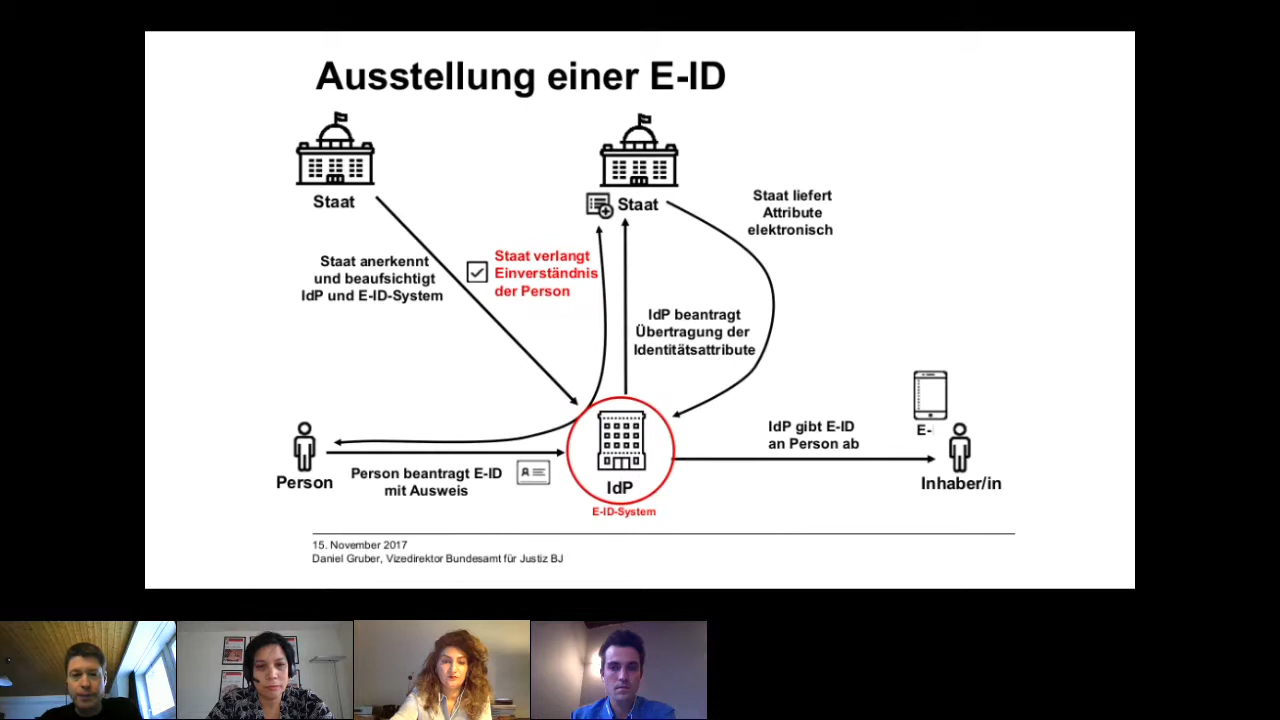 Ausstellung einer E-ID
Staat
Staat
Staat liefert
Attribute
elektronisch
Staat anerkennt
und beaufsichtigt
IdP und E-ID-System
Staat verlangt
Einverständnis
der Person
IdP beantragt
Übertragung der
Identitätsattribute
Person
Person beantragt E-ID
mit Ausweis
IdP
E-ID-System
IdP gibt E-ID
an Person ab
E-
Inhaber/in
15. November 2017
Daniel Gruber, Vizedirektor Bundesamt für Justiz BJ